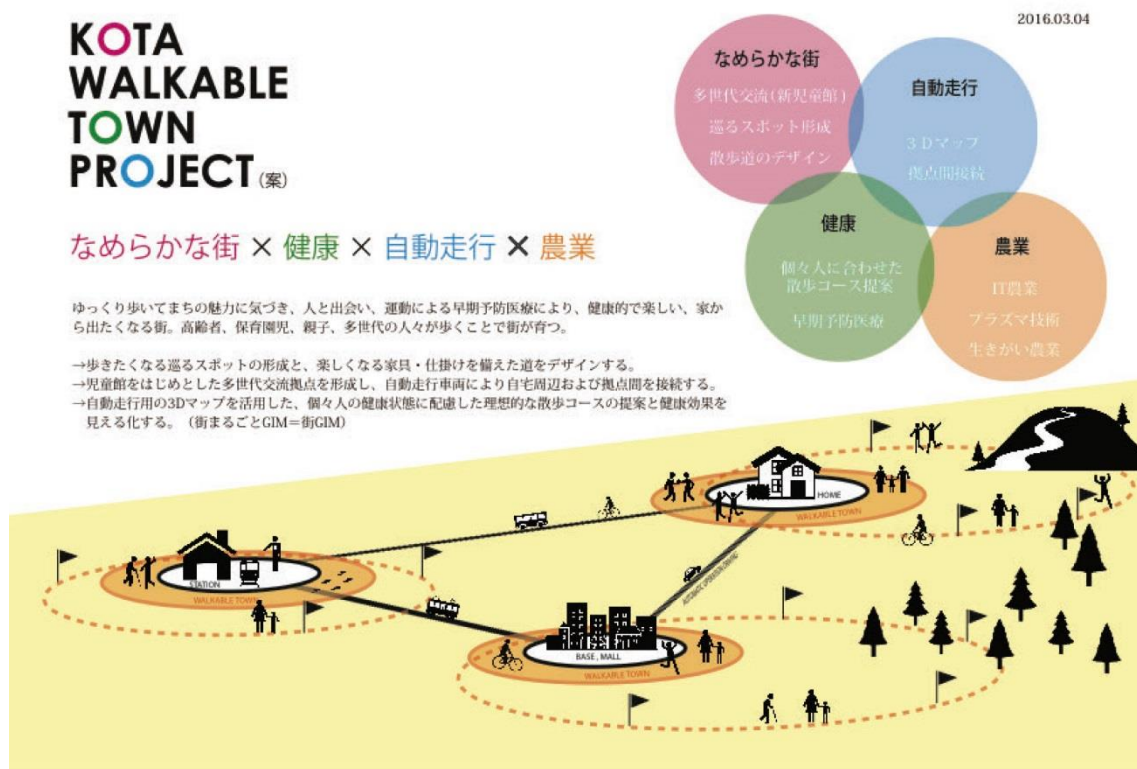 2016.03.04
KOTA
WALKABLE
TOWN
PROJECT(案)
なめらかな街 × 健康 × 自動走行 × 農業
ゆっくり歩いてまちの魅力に気づき、人と出会い、運動による早期予防医療により、健康的で楽しい、家か
ら出たくなる街。高齢者、保育園児、親子、多世代の人々が歩くことで街が育つ。
→歩きたくなる巡るスポットの形成と、楽しくなる家具・仕掛けを備えた道をデザインする。
→児童館をはじめとした多世代交流拠点を形成し、自動走行車両により自宅周辺および拠点間を接続する。
→自動走行用の3Dマップを活用した、個々人の健康状態に配慮した理想的な散歩コースの提案と健康効果を
見える化する。（街まるごとGIM＝街GIM）
なめらかな街
多世代交流(新児童館)
巡るスポット形成
散歩道のデザイン
自動走行
3Dマップ
拠点間接続
健康
個々人に合わせた
散歩コース提案
早期予防医療
農業
IT農業
プラズマ技術
生きがい農業
HOME
WALKABLE TOWN
STATION
WALKABLE TOWN
AUTOMATIC OPERATION DRIVING
BASE , MALL
WALKABLE TOWN